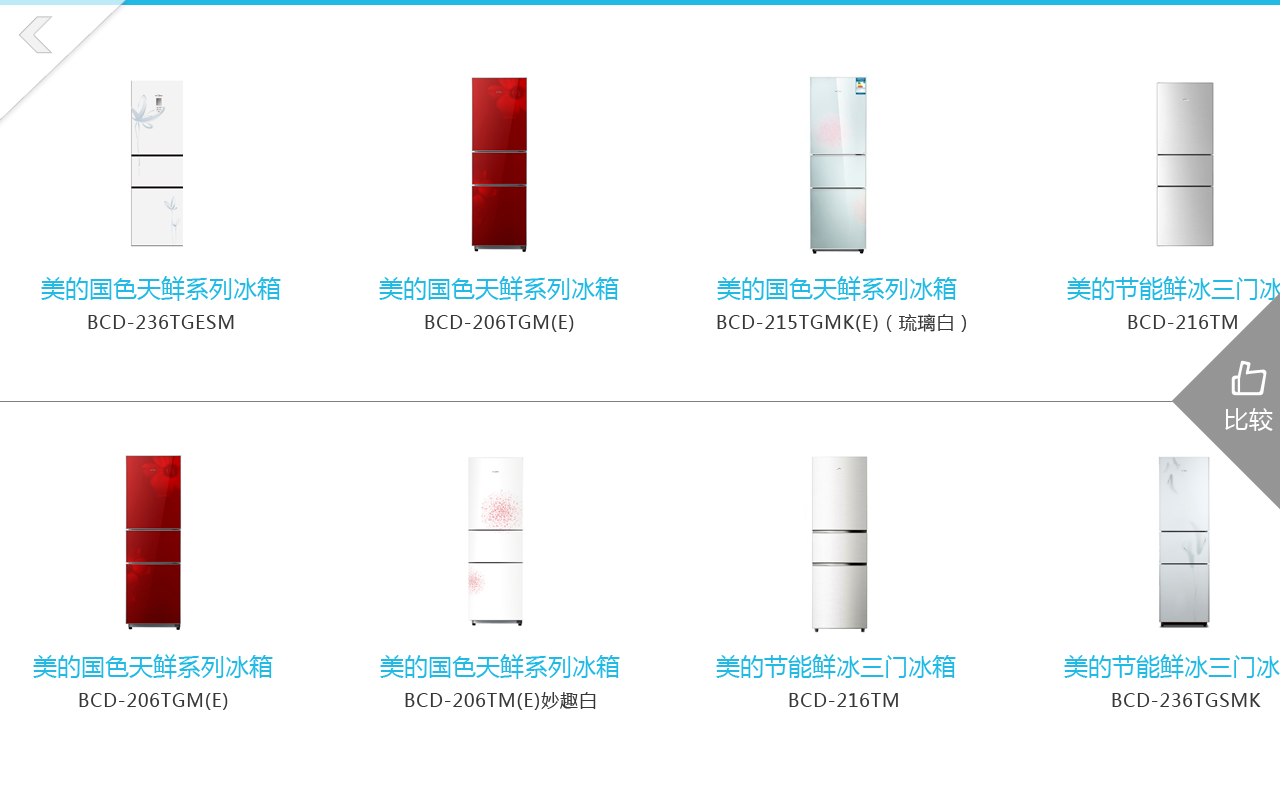 美的国色天鲜系列冰箱
BCD-236TGESM
美的国色天鲜系列冰箱
BCD-206TGM(E)
美的国色天鲜系列冰箱
BCD-215TGMK(E)（琉璃白）
美的节能鲜冰三门冰
BCD-216TM
比较
美的国色天鲜系列冰箱
BCD-206TGM(E)
美的国色天鲜系列冰箱
BCD-206TM(E)妙趣白
美的节能鲜冰三门冰箱
BCD-216TM
美的节能鲜冰三门冰
BCD-236TGSMK